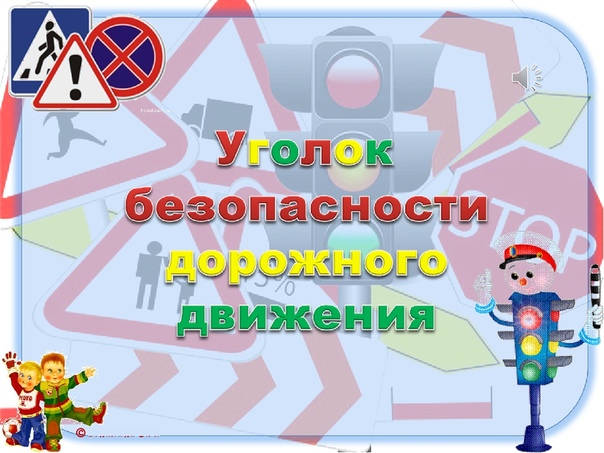 Уголок
безопасности
дорожного
движения
STOP
%